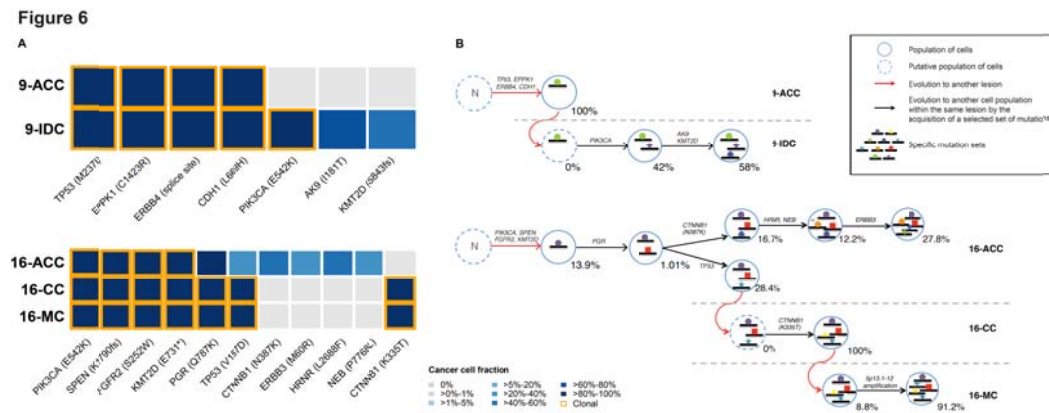 Figure 6
A
9-ACC
9-IDC
TP53 (M237I)
EPPK1 (C1423R)
ERBB4 (splice site)
CDH1 (L66
PIK3CA (E542K)
AK9 (I181T)
KMT2D (S843fs)
16-ACC
16-CC
16-MC
PIK3CA (E542K)
SPEN
FGFR2 (S252W)
KMT2D (E731*)
PGR (Q787K)
TP53 (V157D)
CTNNB1 (N387K)
ERBB3 (M60R)
HRNR (L2688F)
NEB
CTNNB1 (K335T)
Cancer cell fraction
0%
>0%-1%
>1%-5%
>5%-20%
>20%-40%
>40%-60%
>60%-80%
>80%-100%
Clonal
B
N
TP53, EPPK1
ERBB4, CDH1
100%
9-ACC
0%
PIK3CA
42%
AK9
KMT2D
58%
9-IDC
N
PIK3CA, SPEN
FGFR2, KMT2D
13.9%
PGR
1.01%
CTNNB1
(N387K)
16.7%
HRNR, NEB
12.2%
ERBB3
27.8%
16-ACC
TP53
28.4%
0%
CTNNB1
(K335T)
100%
16-CC
8.8%
5p13.1-12
amplification
91.2%
16-MC
Population of cells
Putative population of cells
Evolution to another lesion
Evolution to another cell population
within the same lesion by the
acquisition of a selected set of mutations
Specific mutation sets